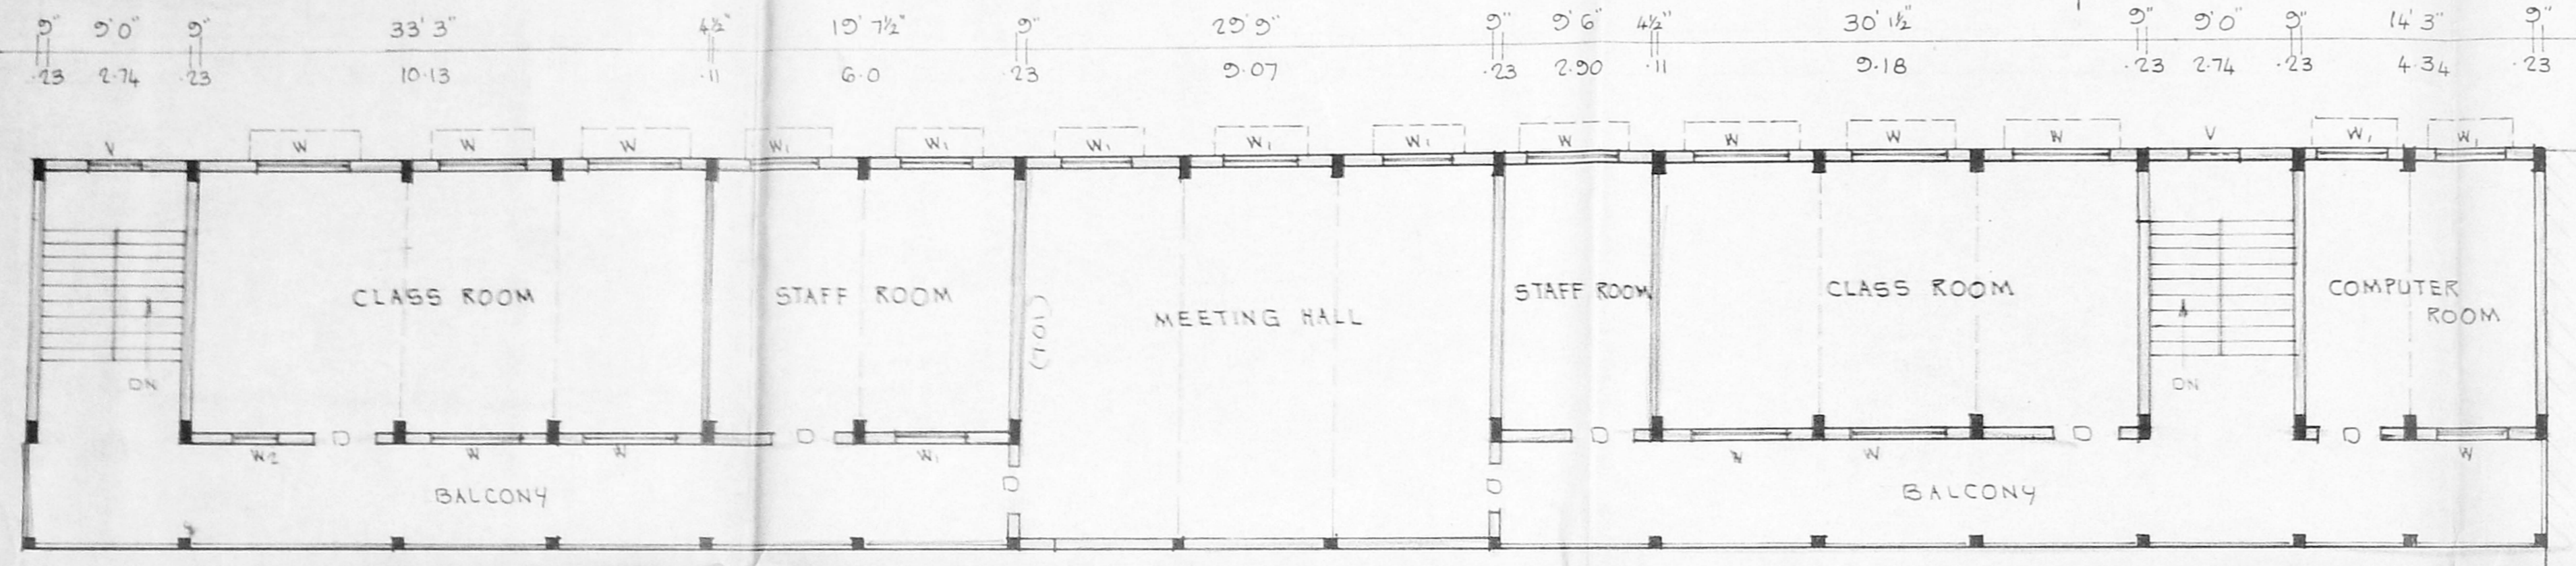 9" 9'0" 9" 33'3" 4½" 19'7½" 9" 29'9" 9" 9'6" 4½" 30'1½" 9" 9'0" 9" 14'3" 9"
.23 2.74 .23 10.13 .11 6.0 .23 9.07 .23 2.90 .11 9.18 .23 2.74 .23 4.34 .23
V W W W W1 W1 W1 W1 W1 W W W W V W1 W1
CLASS ROOM STAFF ROOM MEETING HALL STAFF ROOM CLASS ROOM COMPUTER
ROOM
DN DN
D D D D D
W2 W W W1 W W W
D D
BALCONY BALCONY